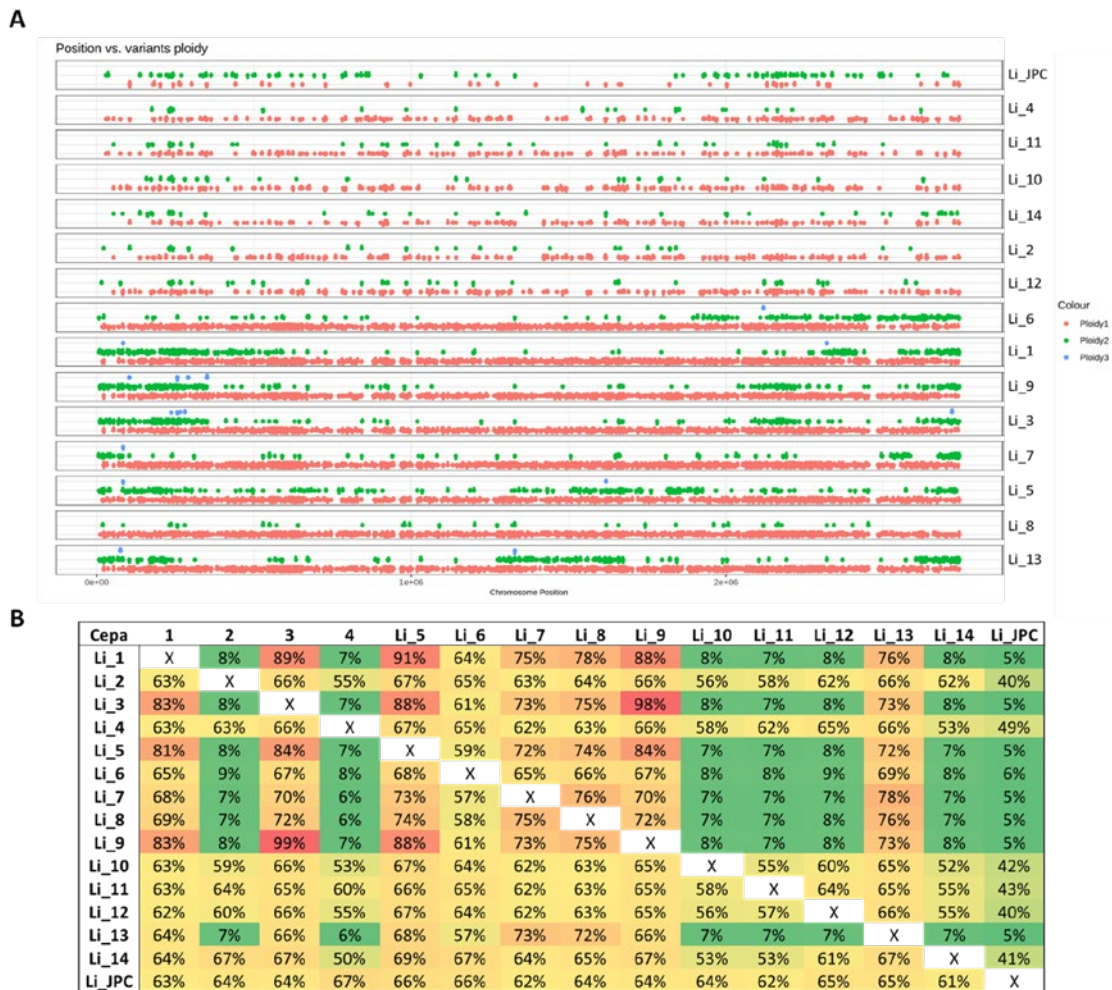 A
Position vs. variants ploidy
Li_JPC
Li_4
Li_11
Li_10
Li_14
Li_2
Li_12
Li_6
Li_1
Li_9
Li_3
Li_7
Li_5
Li_8
Li_13
Colour
Ploidy1
Ploidy2
Ploidy3
0e+00 1e+06 2e+06
Chromosome Position
B
Cepa 1 2 3 4 Li_5 Li_6 Li_7 Li_8 Li_9 Li_10 Li_11 Li_12 Li_13 Li_14 Li_JPC
Li_1 X 8% 89% 7% 91% 64% 75% 78% 88% 8% 7% 8% 76% 8% 5%
Li_2 63% X 66% 55% 67% 65% 63% 64% 66% 56% 58% 62% 66% 62% 40%
Li_3 83% 8% X 7% 88% 61% 73% 75% 98% 8% 7% 8% 73% 8% 5%
Li_4 63% 63% 66% X 67% 65% 62% 63% 66% 58% 62% 65% 66% 53% 49%
Li_5 81% 8% 84% 7% X 59% 72% 74% 84% 7% 7% 8% 72% 7% 5%
Li_6 65% 9% 67% 8% 68% X 65% 66% 67% 8% 8% 9% 69% 8% 6%
Li_7 68% 7% 70% 6% 73% 57% X 76% 70% 7% 7% 7% 78% 7% 5%
Li_8 69% 7% 72% 6% 74% 58% 75% X 72% 7% 7% 8% 76% 7% 5%
Li_9 83% 8% 99% 7% 88% 61% 73% 75% X 8% 7% 8% 73% 8% 5%
Li_10 63% 59% 66% 53% 67% 64% 62% 63% 65% X 55% 60% 65% 52% 42%
Li_11 63% 64% 65% 60% 66% 65% 62% 63% 65% 58% X 64% 65% 55% 43%
Li_12 62% 60% 66% 55% 67% 64% 62% 63% 65% 56% 57% X 66% 55% 40%
Li_13 64% 7% 66% 6% 68% 57% 73% 72% 66% 7% 7% 7% X 7% 5%
Li_14 64% 67% 67% 50% 69% 67% 64% 65% 67% 53% 53% 61% 67% X 41%
Li_JPC 63% 64% 64% 67% 66% 66% 62% 64% 64% 64% 62% 65% 65% 61% X